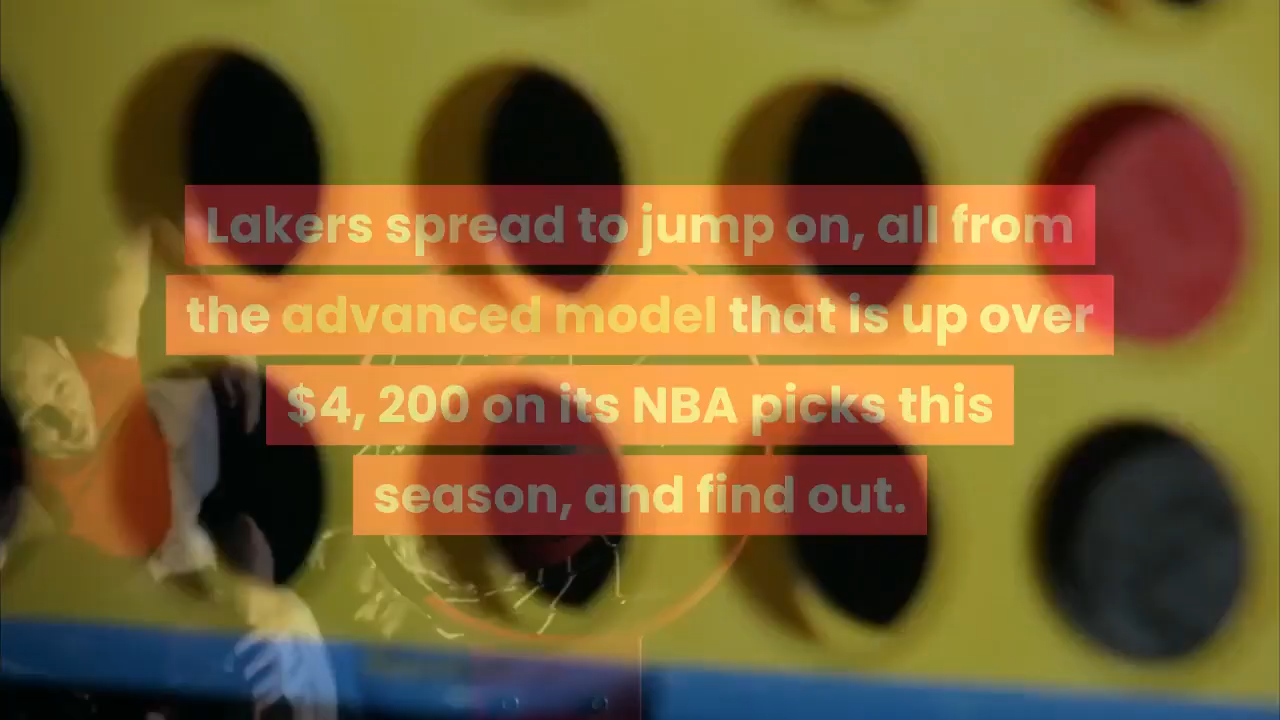 Lakers spread to jump on, all from
the advanced model that is up over
$4, 200 on its NBA picks this
season, and find out.